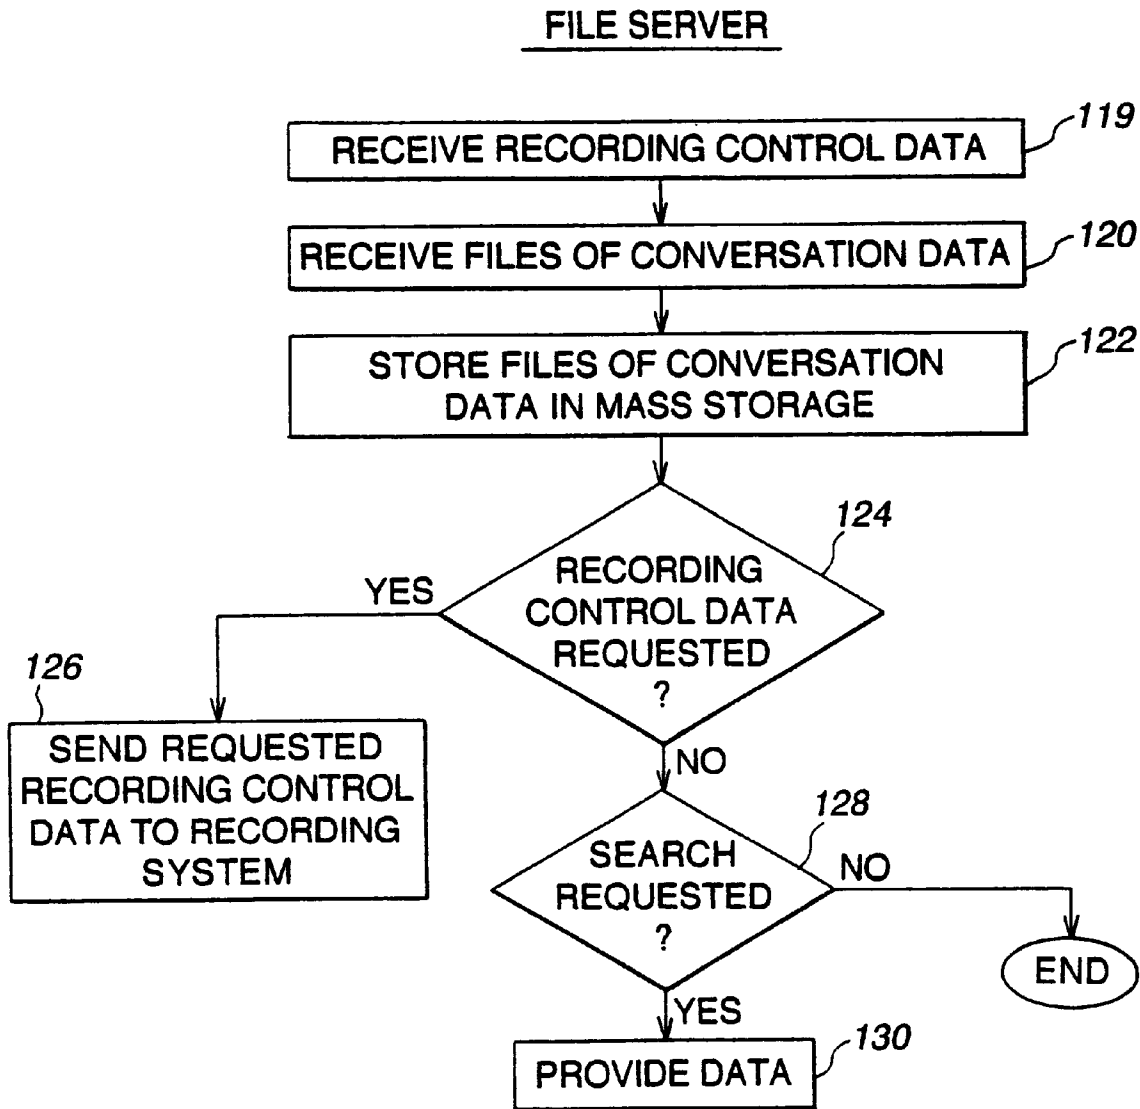 FILE SERVER
119
RECEIVE RECORDING CONTROL DATA
120
RECEIVE FILES OF CONVERSATION DATA
122
STORE FILES OF CONVERSATION
DATA IN MASS STORAGE
124
RECORDING
CONTROL DATA
REQUESTED
?
YES
126
SEND REQUESTED
RECORDING CONTROL
DATA TO RECORDING
SYSTEM
NO
128
SEARCH
REQUESTED
?
NO
END
YES
130
PROVIDE DATA